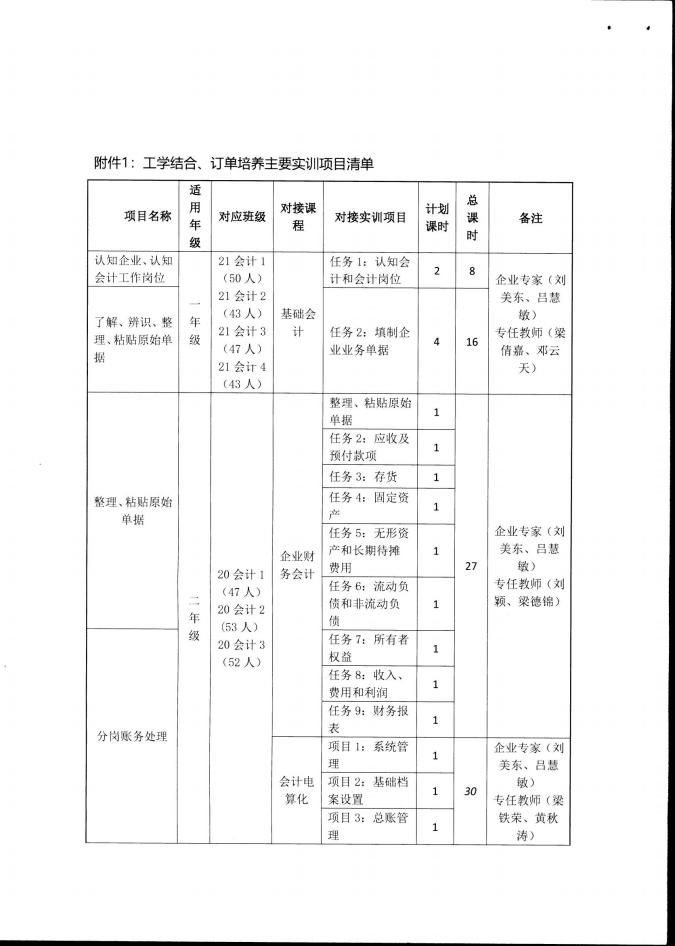 附件1：工学结合、订单培养主要实训项目清单
项目名称
适
用
年
级
对应班级
对接课
程
对接实训项目
计划
课时
总
课
时
备注
认知企业、认知
会计工作岗位
了解、辨识、整
理、粘贴原始单
据
一
年
级
21 会计 1
（50 人）
21 会计 2
（43 人）
21 会计 3
（47 人）
21 会计 4
（43 人）
基础会
计
任务 1：认知会
计和会计岗位
2
8
任务 2：填制企
业业务单据
4
16
企业专家（刘
美东、吕慧
敏）
专任教师（梁
倩嘉、邓云
天）
整理、粘贴原始
单据
分岗账务处理
二
年
级
20 会计 1
（47 人）
20 会计 2
（53 人）
20 会计 3
（52 人）
企业财
务会计
整理、粘贴原始
单据
1
任务 2：应收及
预付款项
1
任务 3：存货
1
任务 4：固定资
产
1
任务 5：无形资
产和长期待摊
费用
1
任务 6：流动负
债和非流动负
债
1
任务 7：所有者
权益
1
任务 8：收入、
费用和利润
1
任务 9：财务报
表
1
27
企业专家（刘
美东、吕慧
敏）
专任教师（刘
颖、梁德锦）
会计电
算化
项目 1：系统管
理
1
项目 2：基础档
案设置
1
项目 3：总账管
理
1
30
企业专家（刘
美东、吕慧
敏）
专任教师（梁
铁荣、黄秋
涛）